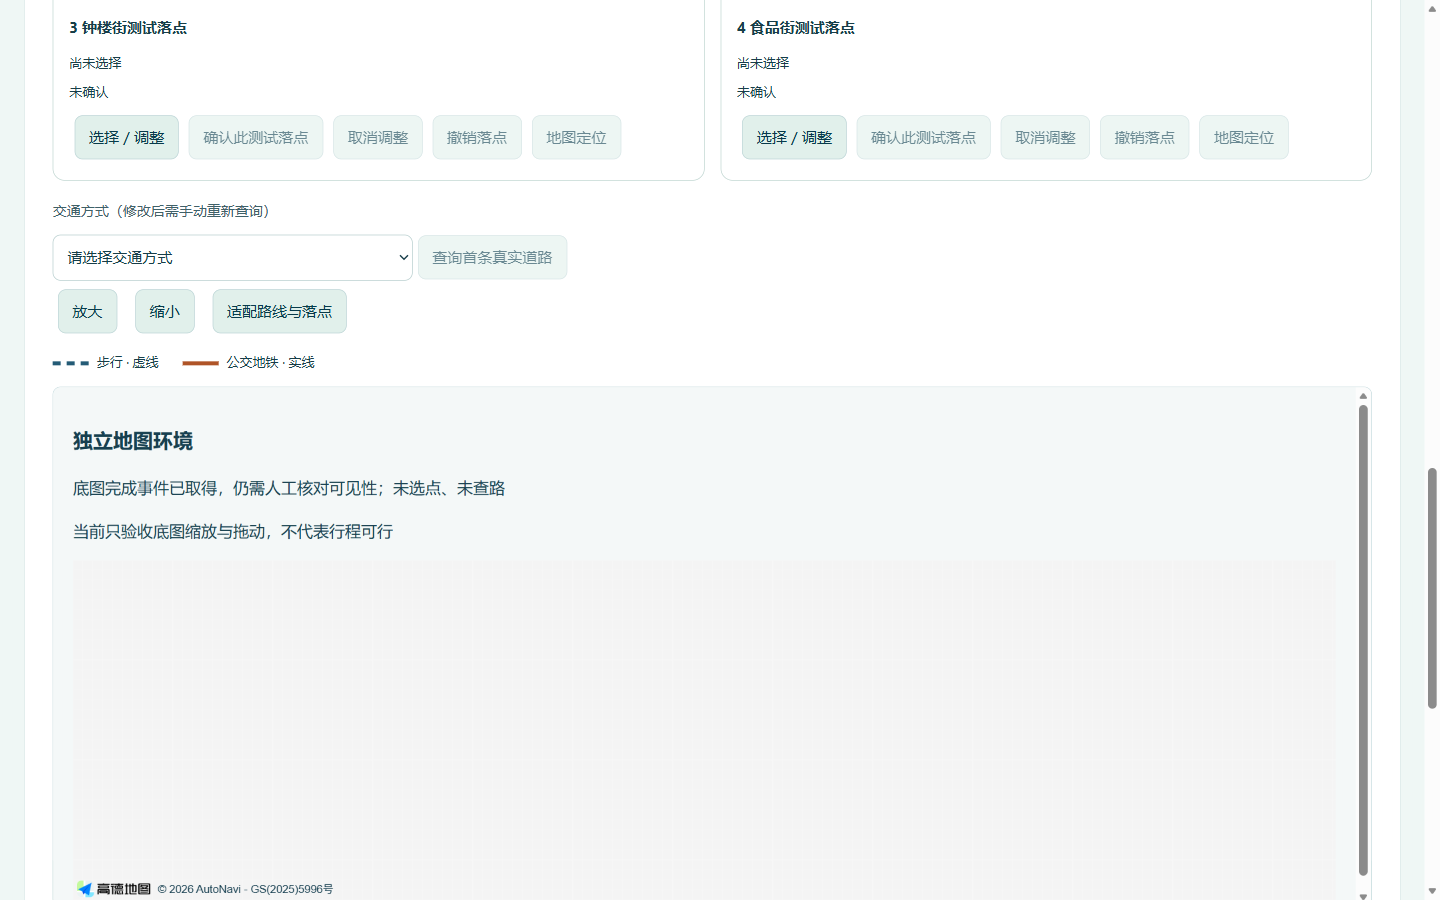 3 钟楼街测试落点
尚未选择
未确认
选择 / 调整 确认此测试落点 取消调整 撤销落点 地图定位
4 食品街测试落点
尚未选择
未确认
选择 / 调整 确认此测试落点 取消调整 撤销落点 地图定位
交通方式（修改后需手动重新查询）
请选择交通方式 查询首条真实道路
放大 缩小 适配路线与落点
步行 · 虚线 公交地铁 · 实线
独立地图环境
底图完成事件已取得，仍需人工核对可见性；未选点、未查路
当前只验收底图缩放与拖动，不代表行程可行
高德地图 © 2026 AutoNavi - GS(2025)5996号